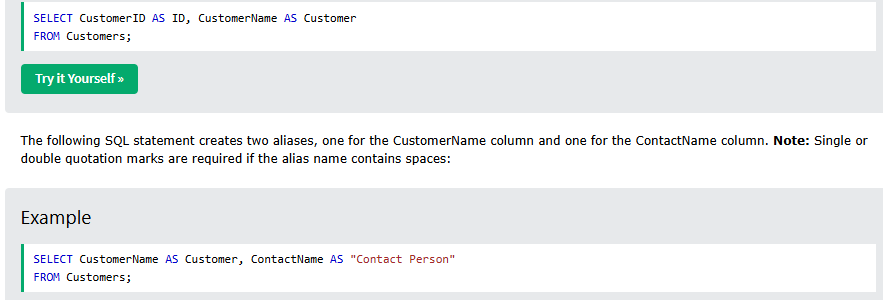 SELECT CustomerID AS ID, CustomerName AS Customer
FROM Customers;
Try it Yourself »
The following SQL statement creates two aliases, one for the CustomerName column and one for the ContactName column. Note: Single or
double quotation marks are required if the alias name contains spaces:
Example
SELECT CustomerName AS Customer, ContactName AS "Contact Person"
FROM Customers;